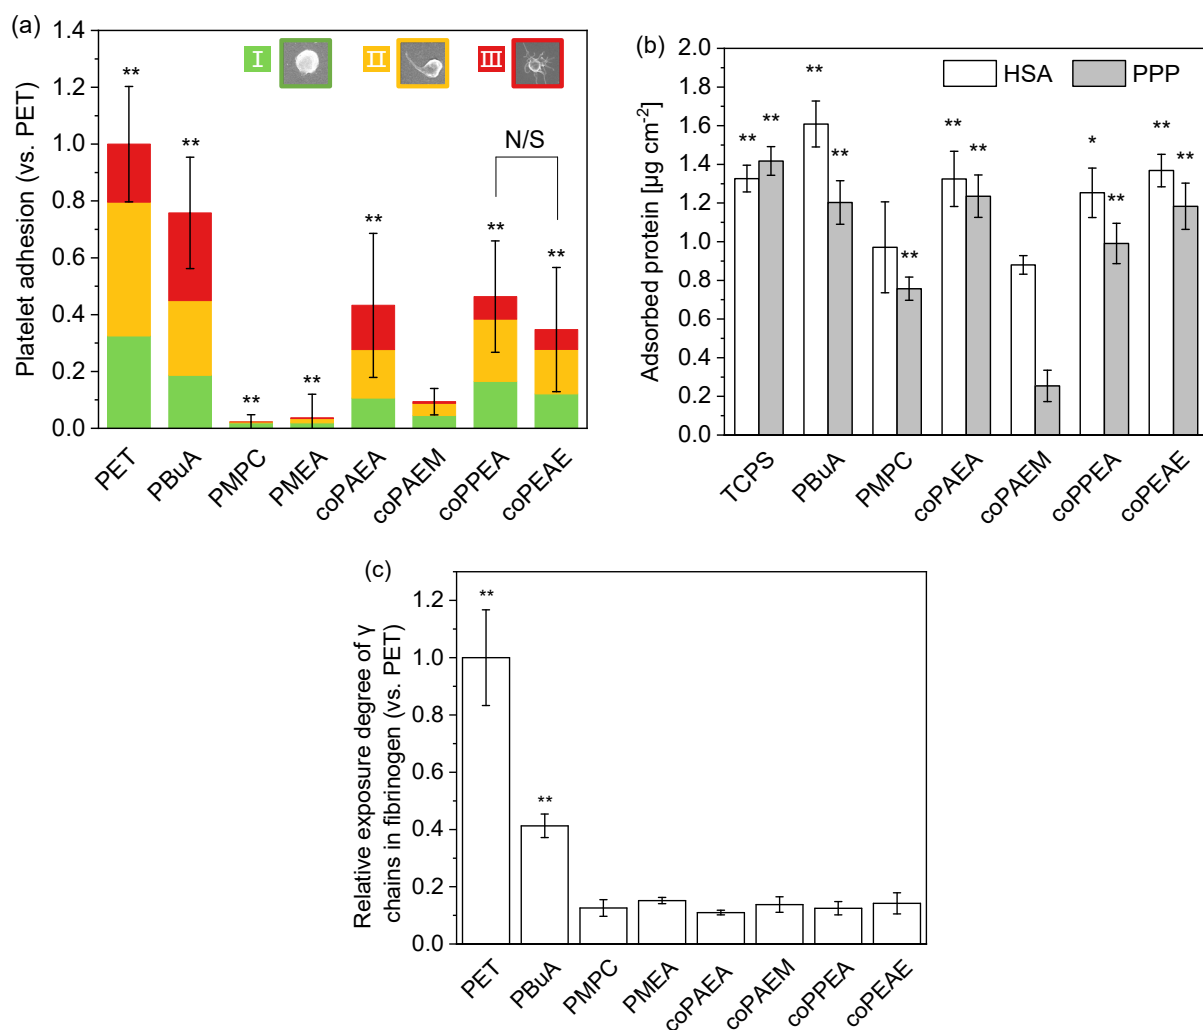 (a)
Platelet adhesion (vs. PET)
1.4
1.2
1.0
0.8
0.6
0.4
0.2
0.0
I
II
III
**
**
**
**
**
N/S
**
**
PET
PBuA
PMPC
PMEA
coPAEA
coPAEM
coPPEA
coPEAE
(b)
Adsorbed protein [µg cm-2]
2.0
1.8
1.6
1.4
1.2
1.0
0.8
0.6
0.4
0.2
0.0
HSA
PPP
**
**
**
**
**
**
**
*
**
**
**
TCPS
PBuA
PMPC
coPAEA
coPAEM
coPPEA
coPEAE
(c)
Relative exposure degree of γ
chains in fibrinogen (vs. PET)
1.2
1.0
0.8
0.6
0.4
0.2
0.0
**
**
PET
PBuA
PMPC
PMEA
coPAEA
coPAEM
coPPEA
coPEAE